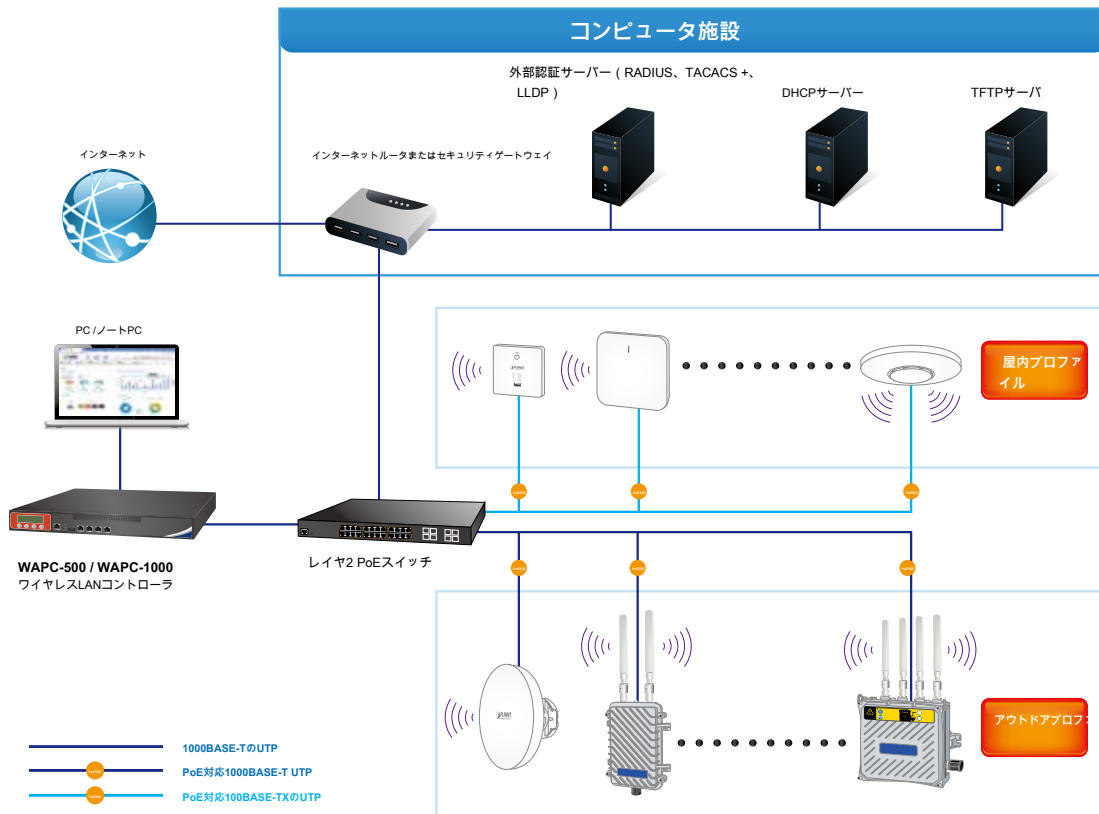 コンピュータ施設
外部認証サーバー ( RADIUS、TACACS +、
LLDP )
DHCPサーバー
TFTPサーバ
インターネット
インターネットルータまたはセキュリティゲートウェイ
PC /ノートPC
屋内プロファ
イル
WAPC-500 / WAPC-1000
ワイヤレスLANコントローラ
レイヤ2 PoEスイッチ
アウトドアプロファ
1000BASE-TのUTP
PoE対応1000BASE-T UTP
PoE対応100BASE-TXのUTP